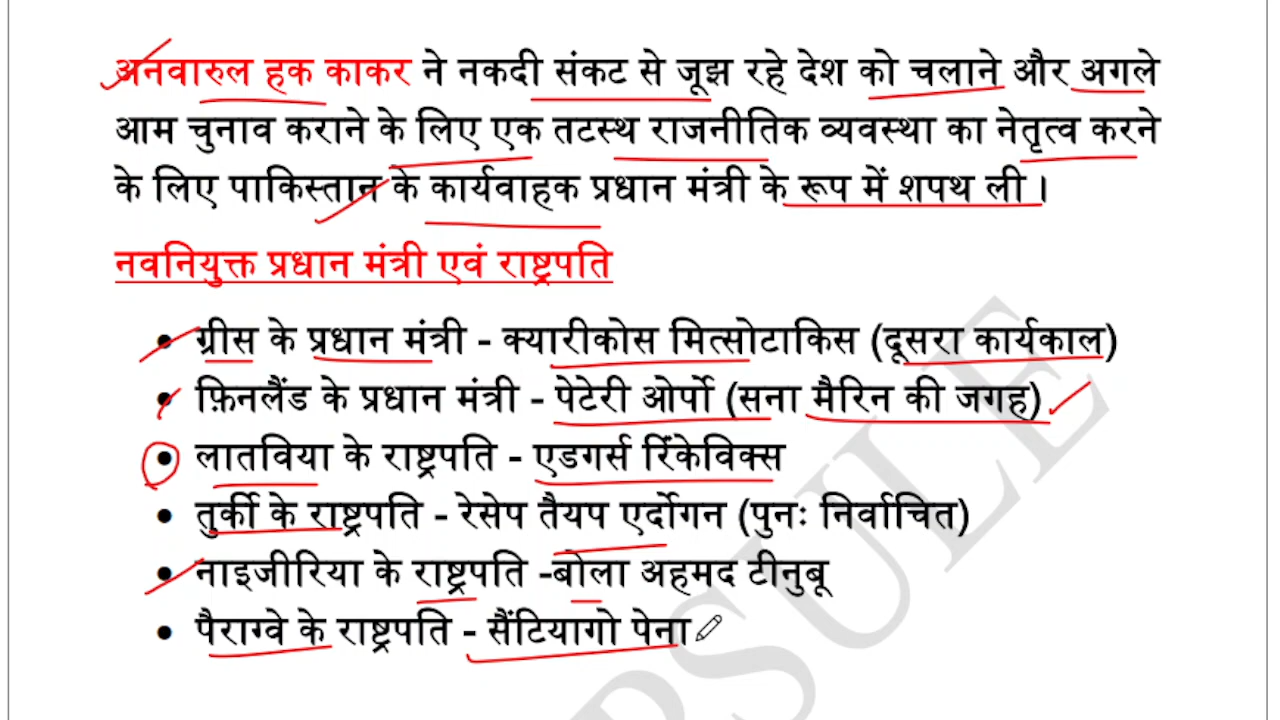 अनवारुल हक काकर ने नकदी संकट से जूझ रहे देश को चलाने और अगले
आम चुनाव कराने के लिए एक तटस्थ राजनीतिक व्यवस्था का नेतृत्व करने
के लिए पाकिस्तान के कार्यवाहक प्रधान मंत्री के रूप में शपथ ली ।
नवनियुक्त प्रधान मंत्री एवं राष्ट्रपति
• ग्रीस के प्रधान मंत्री - क्यारीकोस मित्सोटाकिस (दूसरा कार्यकाल)
• फ़िनलैंड के प्रधान मंत्री - पेटेरी ओर्पो (सना मैरिन की जगह)
• लातविया के राष्ट्रपति - एडगर्स रिंकेविक्स
• तुर्की के राष्ट्रपति - रेसेप तैयप एर्दोगन (पुनः निर्वाचित)
• नाइजीरिया के राष्ट्रपति -बोला अहमद टीनुबू
• पैराग्वे के राष्ट्रपति - सैंटियागो पेना